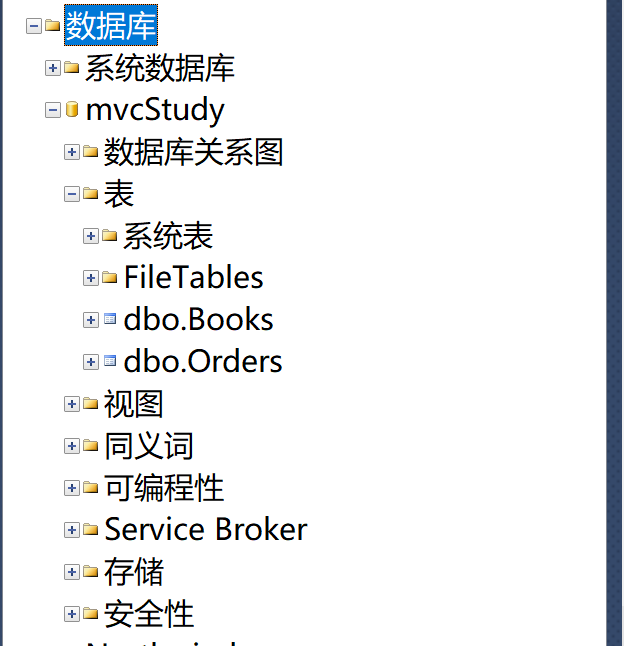 数据库
系统数据库
mvcStudy
数据库关系图
表
系统表
FileTables
dbo.Books
dbo.Orders
视图
同义词
可编程性
Service Broker
存储
安全性